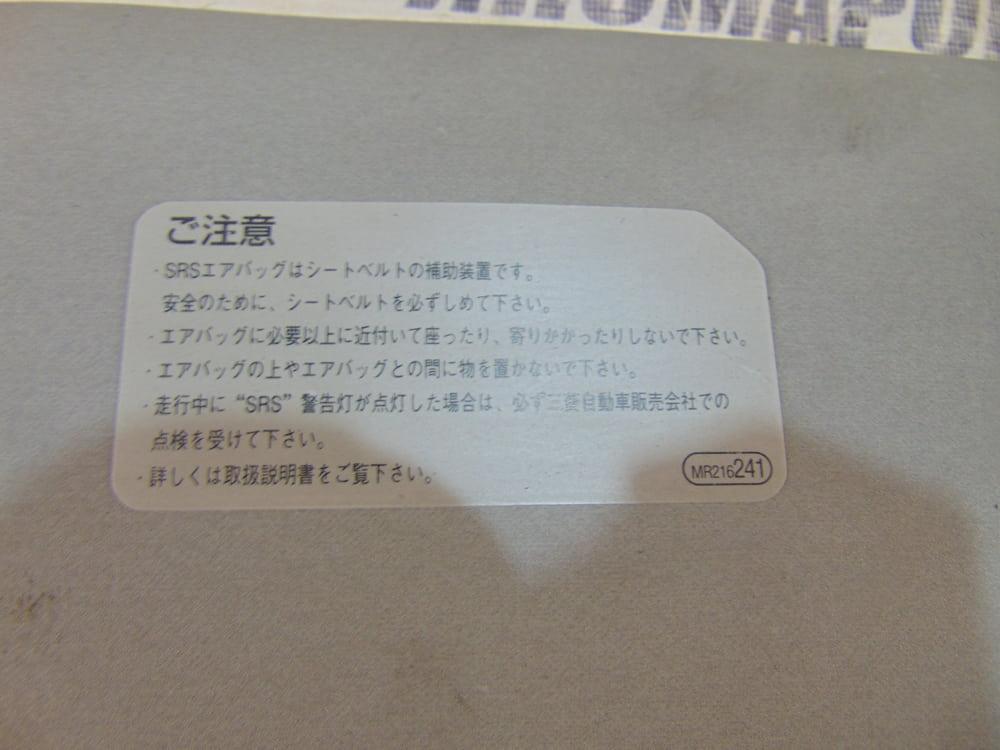 ご注意
・SRSエアバッグはシートベルトの補助装置です。
安全のために、シートベルトを必ずしめて下さい。
・エアバッグに必要以上に近付いて座ったり、寄りかかったりしないで下さい。
・エアバッグの上やエアバッグとの間に物を置かないで下さい。
・走行中に“SRS”警告灯が点灯した場合は、必ず三菱自動車販売会社での
点検を受けて下さい。
・詳しくは取扱説明書をご覧下さい。
MR216241